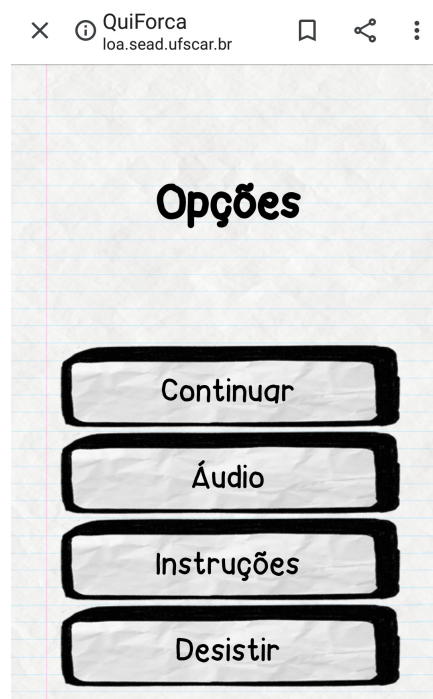 QuiForca
loa.sead.ufscar.br
Opções
Continuar
Áudio
Instruções
Desistir